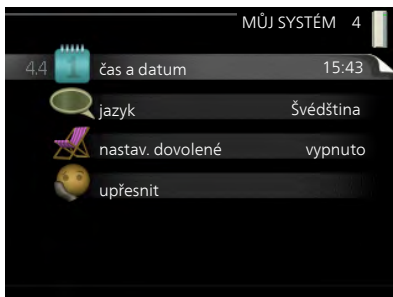 MŮJ SYSTÉM 4
4.4 čas a datum 15:43
jazyk Švédština
nastav. dovolené vypnuto
upřesnit